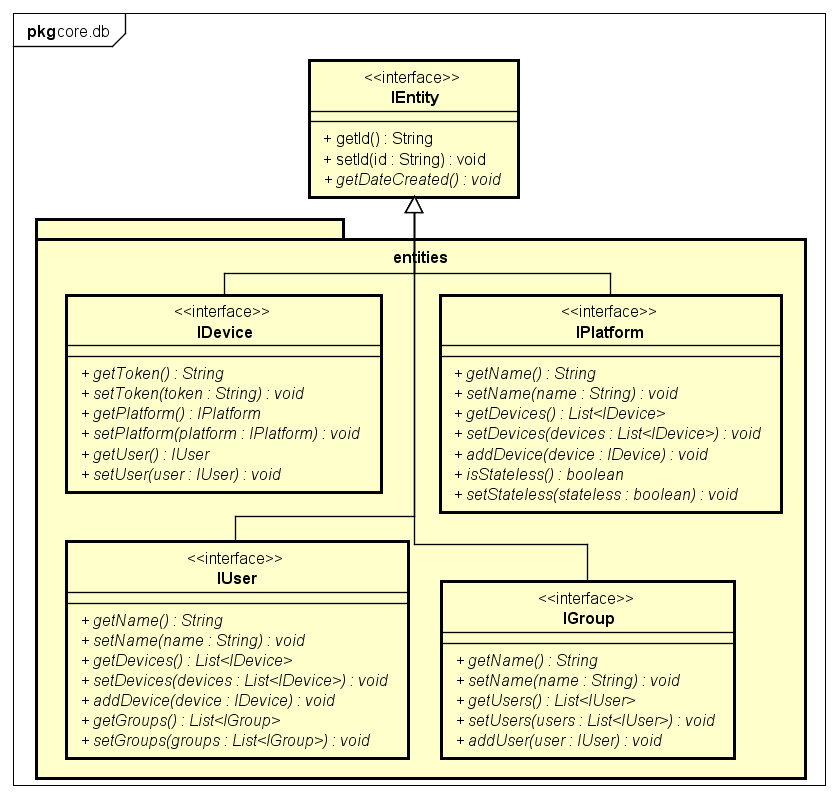 pkgcore.db
<<interface>>
IEntity
+ getId() : String
+ setId(id : String) : void
+ getDateCreated() : void
entities
<<interface>>
IDevice
+ getToken() : String
+ setToken(token : String) : void
+ getPlatform() : IPlatform
+ setPlatform(platform : IPlatform) : void
+ getUser() : IUser
+ setUser(user : IUser) : void
<<interface>>
IPlatform
+ getName() : String
+ setName(name : String) : void
+ getDevices() : List<IDevice>
+ setDevices(devices : List<IDevice>) : void
+ addDevice(device : IDevice) : void
+ isStateless() : boolean
+ setStateless(stateless : boolean) : void
<<interface>>
IUser
+ getName() : String
+ setName(name : String) : void
+ getDevices() : List<IDevice>
+ setDevices(devices : List<IDevice>) : void
+ addDevice(device : IDevice) : void
+ getGroups() : List<IGroup>
+ setGroups(groups : List<IGroup>) : void
<<interface>>
IGroup
+ getName() : String
+ setName(name : String) : void
+ getUsers() : List<IUser>
+ setUsers(users : List<IUser>) : void
+ addUser(user : IUser) : void